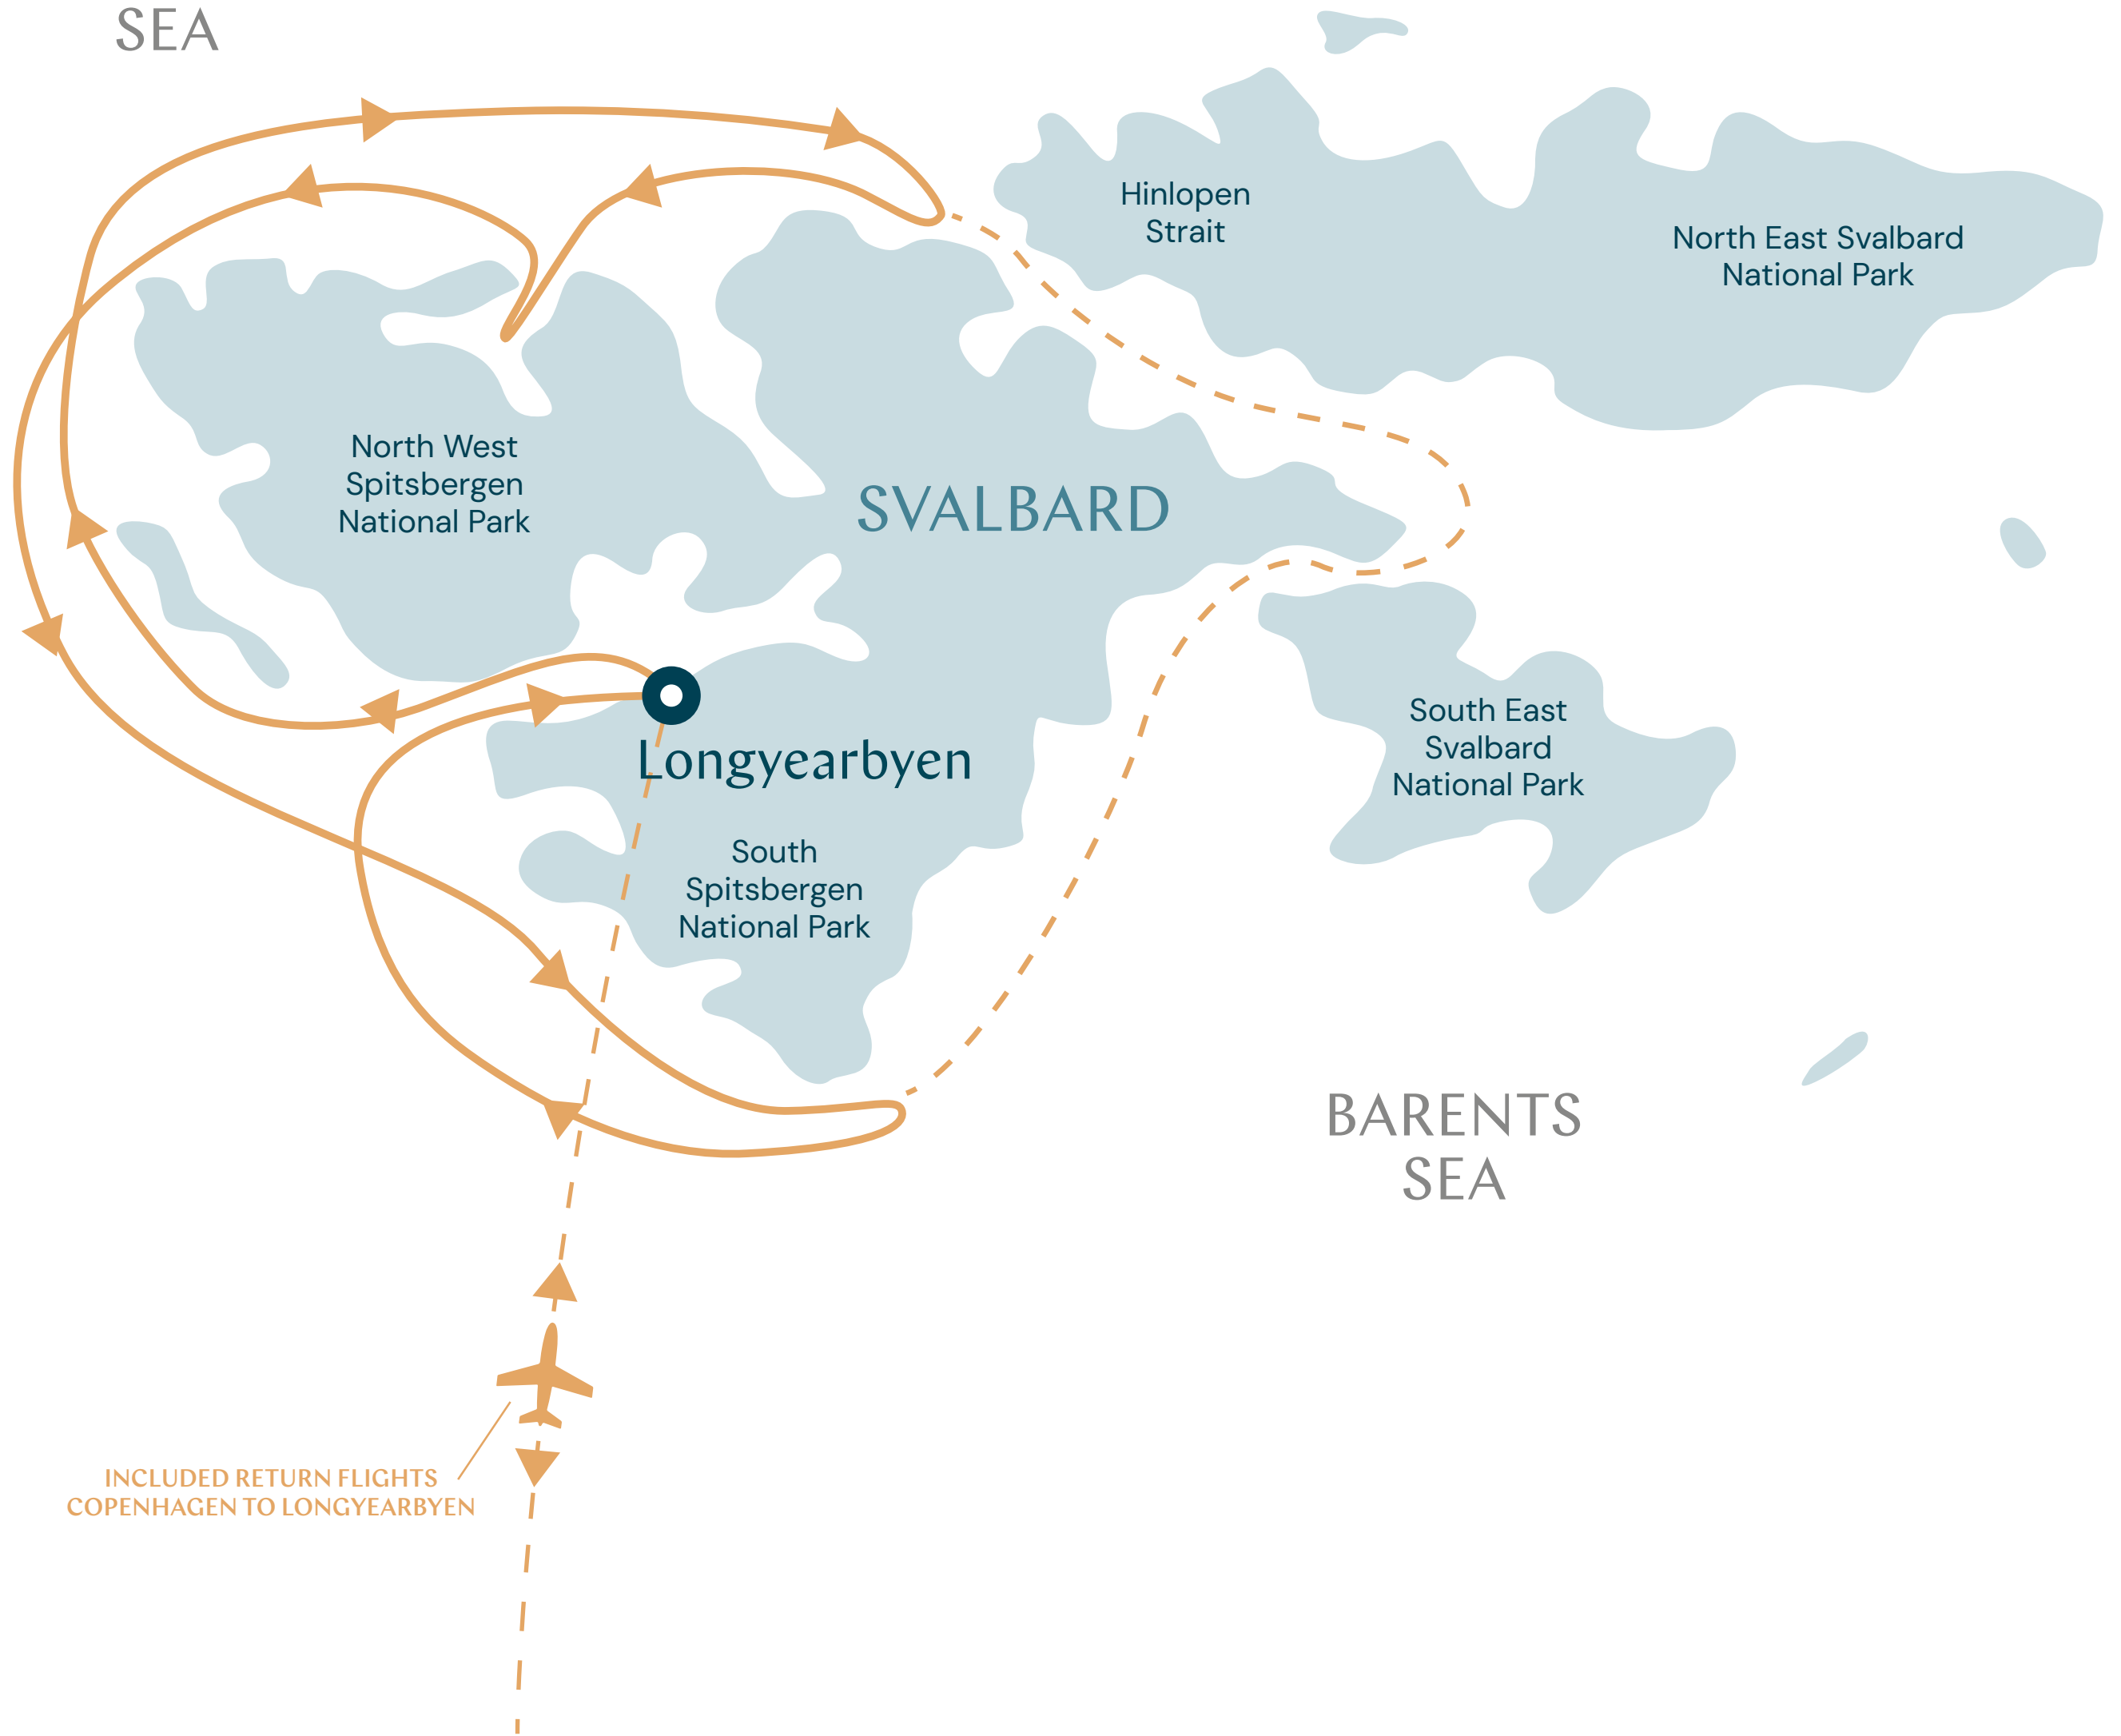 SEA
Hinlopen
Strait
North East Svalbard
National Park
North West
Spitsbergen
National Park
SVALBARD
South East
Svalbard
National Park
Longyearbyen
South
Spitsbergen
National Park
BARENTS
SEA
INCLUDED RETURN FLIGHTS
COPENHAGEN TO LONGYEARBYEN